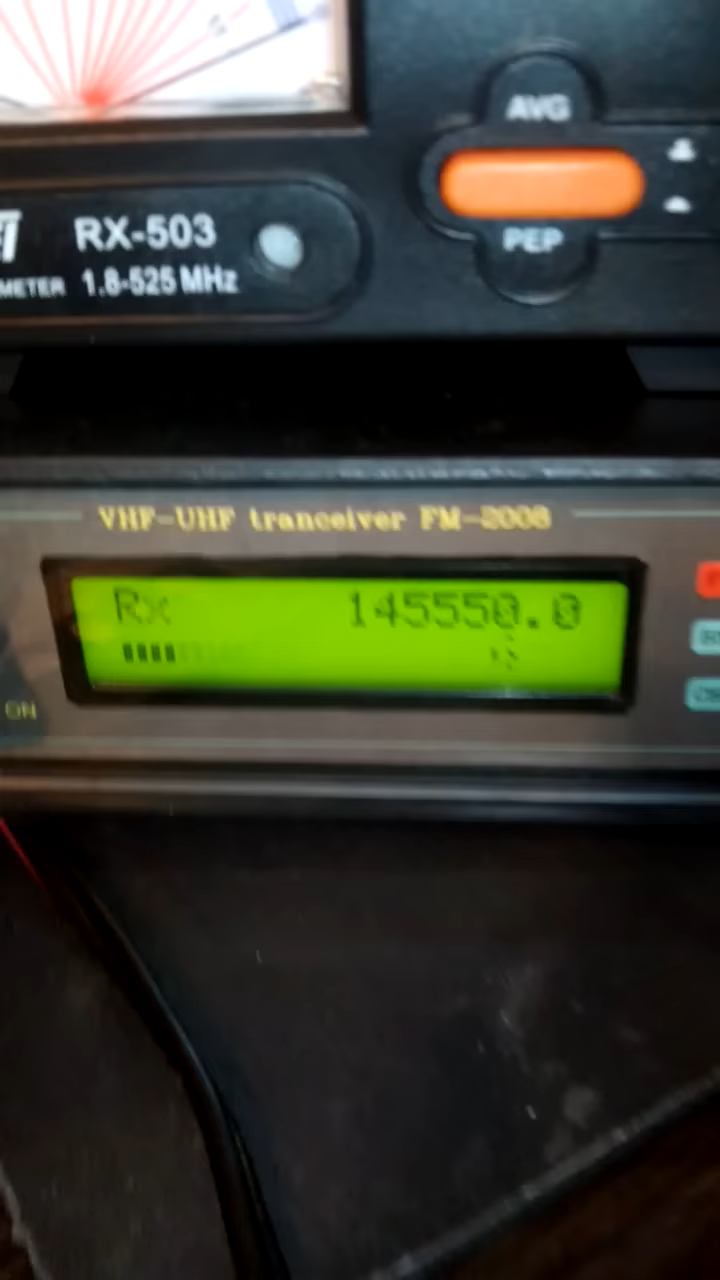 AVG
RX-503
PEP
METER 1.8-525 MHz
VHF-UHF tranceiver FM-2008
Rx 145550.0
ON